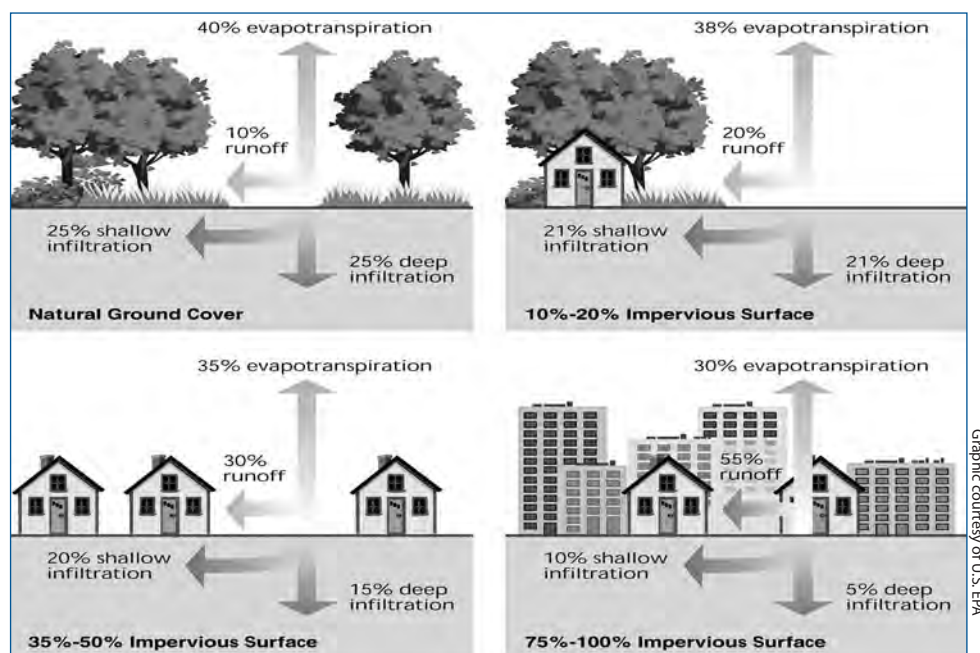 40% evapotranspiration
10%
runoff
25% shallow
infiltration
25% deep
infiltration
Natural Ground Cover
38% evapotranspiration
20%
runoff
21% shallow
infiltration
21% deep
infiltration
10%-20% Impervious Surface
35% evapotranspiration
30%
runoff
20% shallow
infiltration
15% deep
infiltration
35%-50% Impervious Surface
30% evapotranspiration
55%
runoff
10% shallow
infiltration
5% deep
infiltration
75%-100% Impervious Surface
Graphic courtesy of U.S. EPA